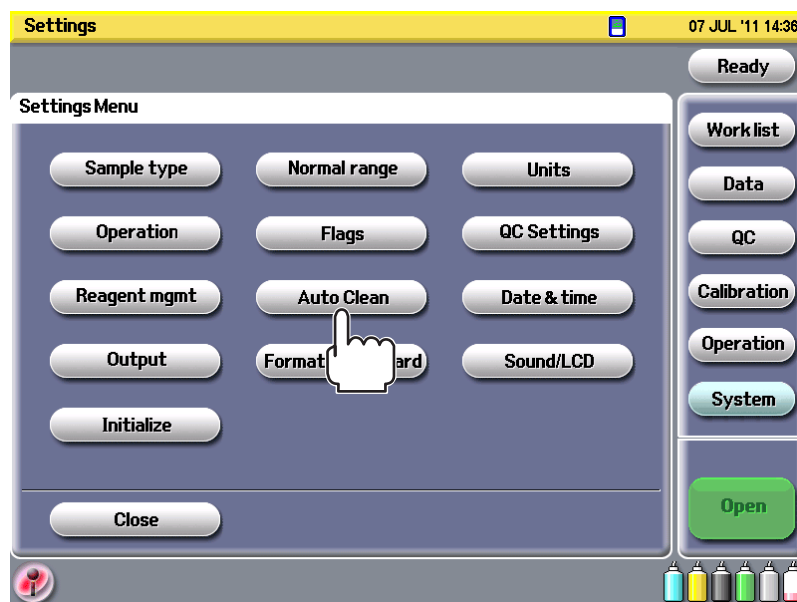 Settings
07 JUL '11 14:36
Ready
Settings Menu
Work list
Sample type
Normal range
Units
Data
Operation
Flags
QC Settings
QC
Reagent mgmt
Auto Clean
Date & time
Calibration
Operation
Output
Format
Sound/LCD
System
Initialize
Open
Close